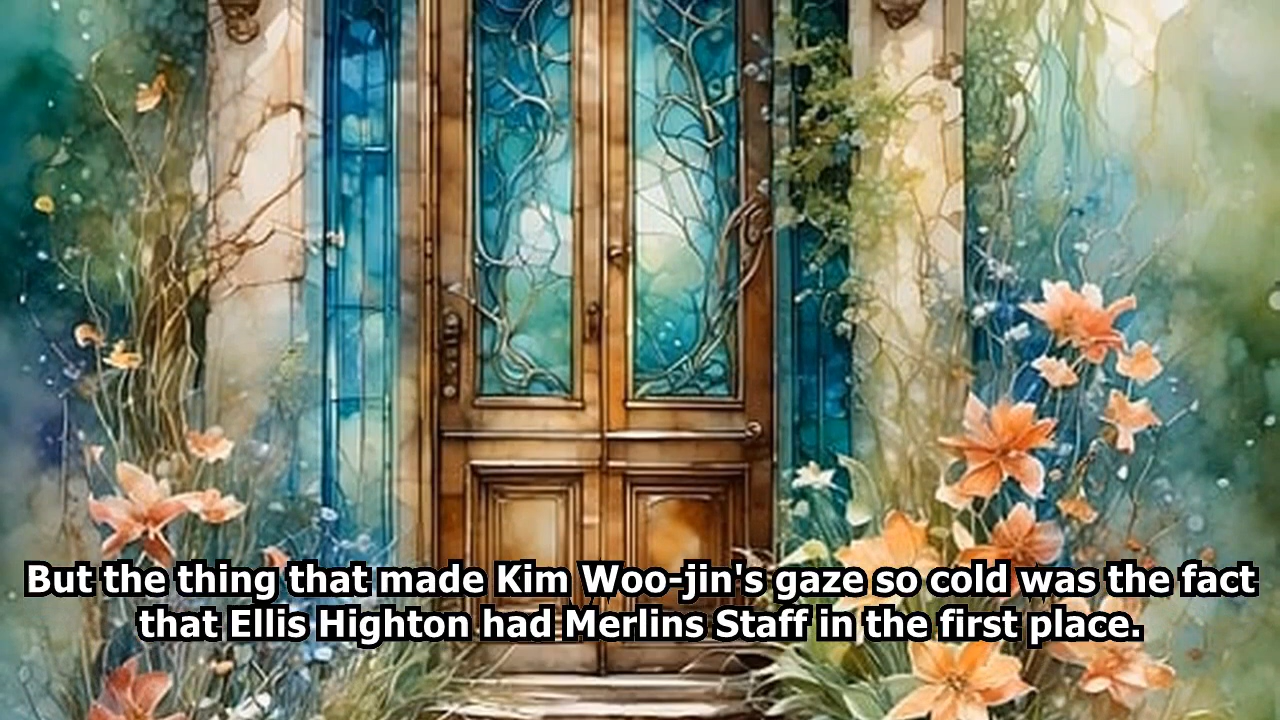 But the thing that made Kim Woo-jin's gaze so cold was the fact
that Ellis Highton had Merlins Staff in the first place.